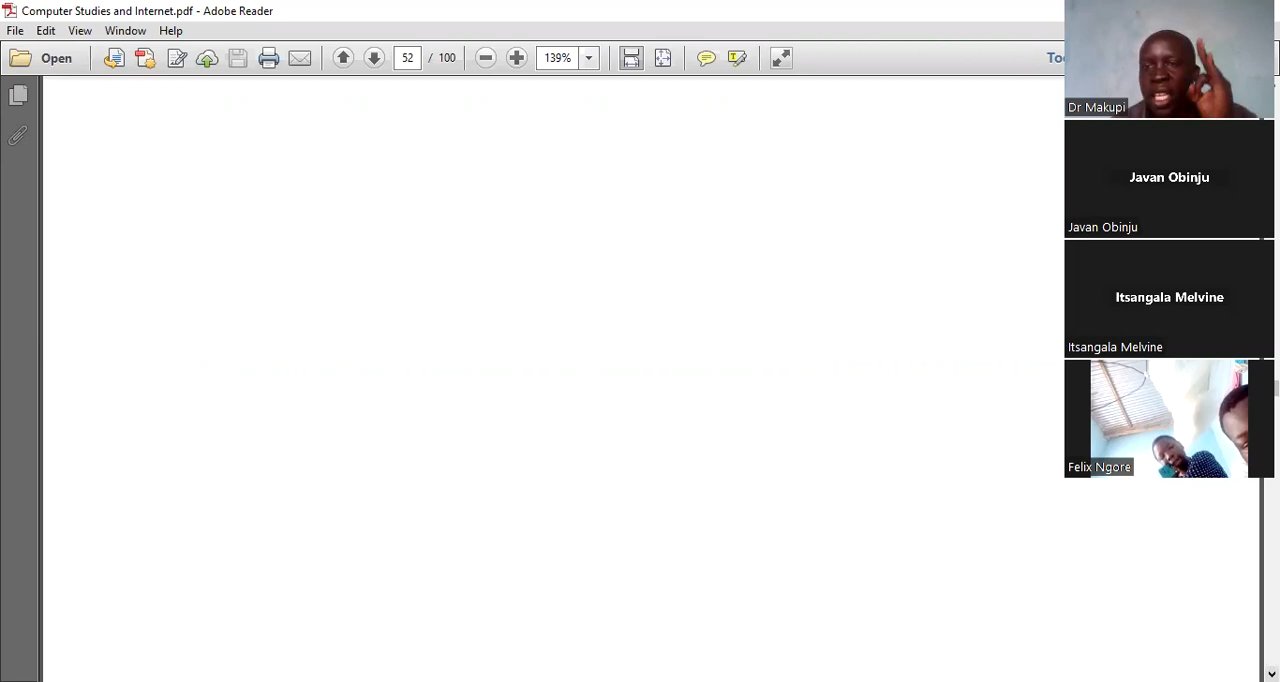 Computer Studies and Internet.pdf - Adobe Reader
File Edit View Window Help
Open 52 / 100 139%
Dr Makupi
Javan Obinju
Javan Obinju
Itsangala Melvine
Itsangala Melvine
Felix Ngore